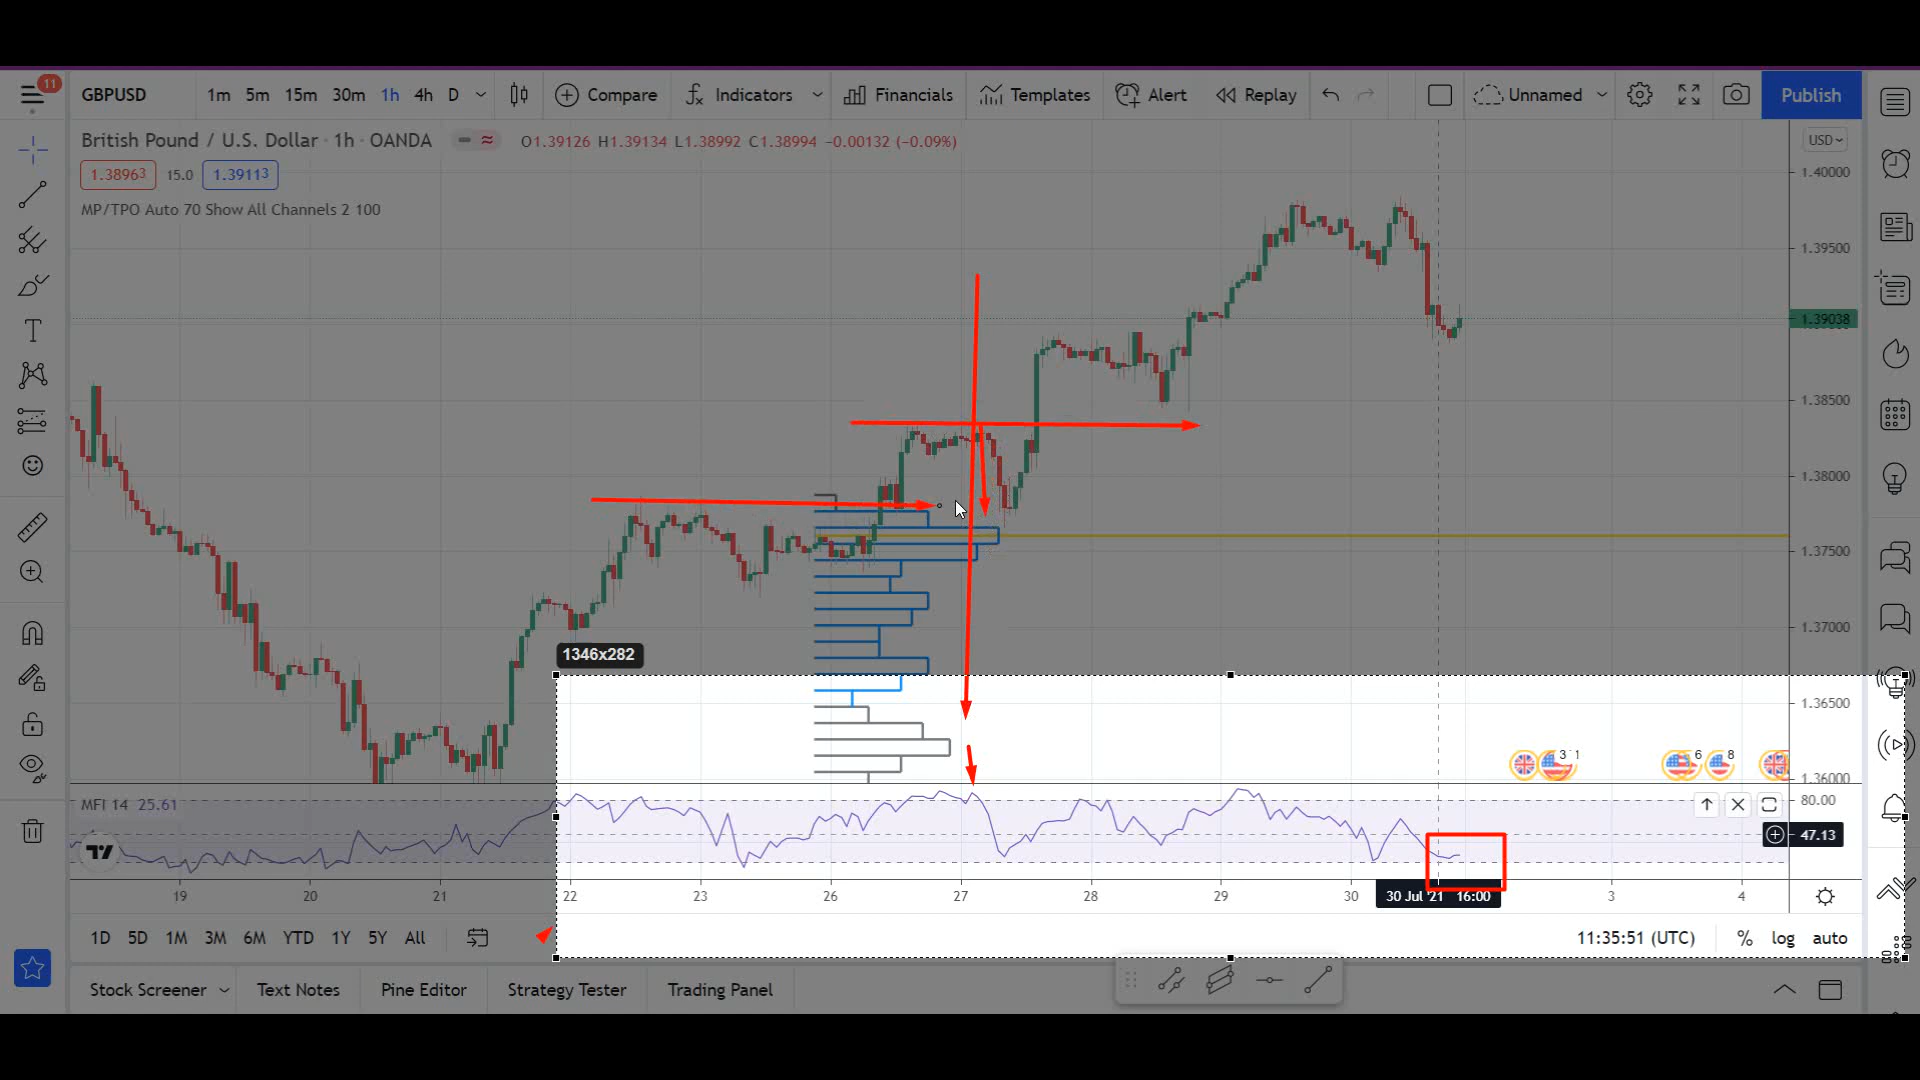 11
GBPUSD 1m 5m 15m 30m 1h 4h D Compare Indicators Financials Templates Alert Replay Unnamed Publish
British Pound / U.S. Dollar · 1h · OANDA O1.39126 H1.39134 L1.38992 C1.38994 −0.00132 (−0.09%)
USD
1.38963 15.0 1.39113
1.40000
MP/TPO Auto 70 Show All Channels 2 100
1.39500
1.39038
1.38500
1.38000
1.37500
1.37000
1346x282
1.36500
3 1 6 8
1.36000
MFI 14 25.61
80.00
47.13
19 20 21 22 23 26 27 28 29 30 30 Jul '21 16:00 3 4
1D 5D 1M 3M 6M YTD 1Y 5Y All 11:35:51 (UTC) % log auto
Stock Screener Text Notes Pine Editor Strategy Tester Trading Panel